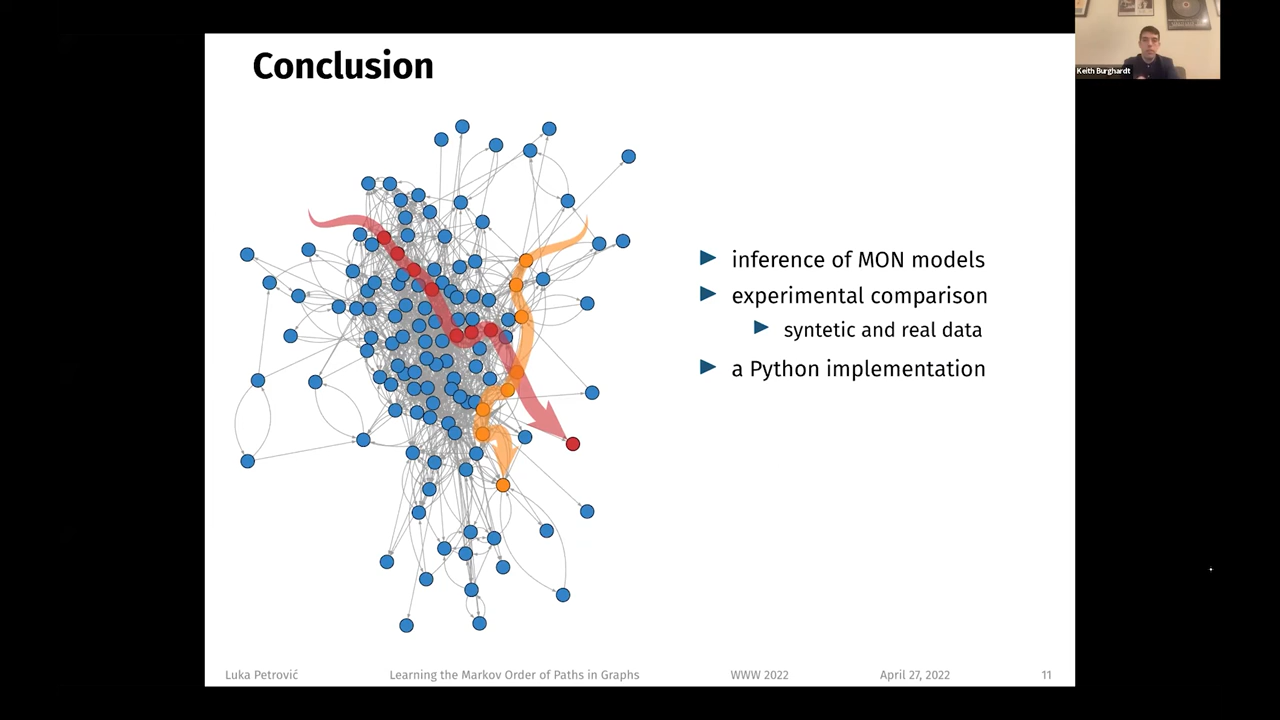 Conclusion
Keith Burghardt
inference of MON models
experimental comparison
syntetic and real data
a Python implementation
Luka Petrović Learning the Markov Order of Paths in Graphs WWW 2022 April 27, 2022 11